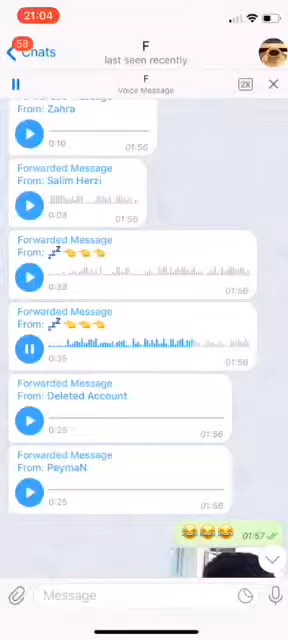 21:04
58
Chats
F
last seen recently
F
Voice Message
2X
Forwarded Message
From: Zahra
0:10
01:56
Forwarded Message
From: Salim Herzi
0:08
01:56
Forwarded Message
From: 💤👈👈👈
0:38
01:56
Forwarded Message
From: 💤👈👈👈
0:35
01:56
Forwarded Message
From: Deleted Account
0:25
01:56
Forwarded Message
From: PeymaN
0:25
01:56
😂😂😂
01:57
Message